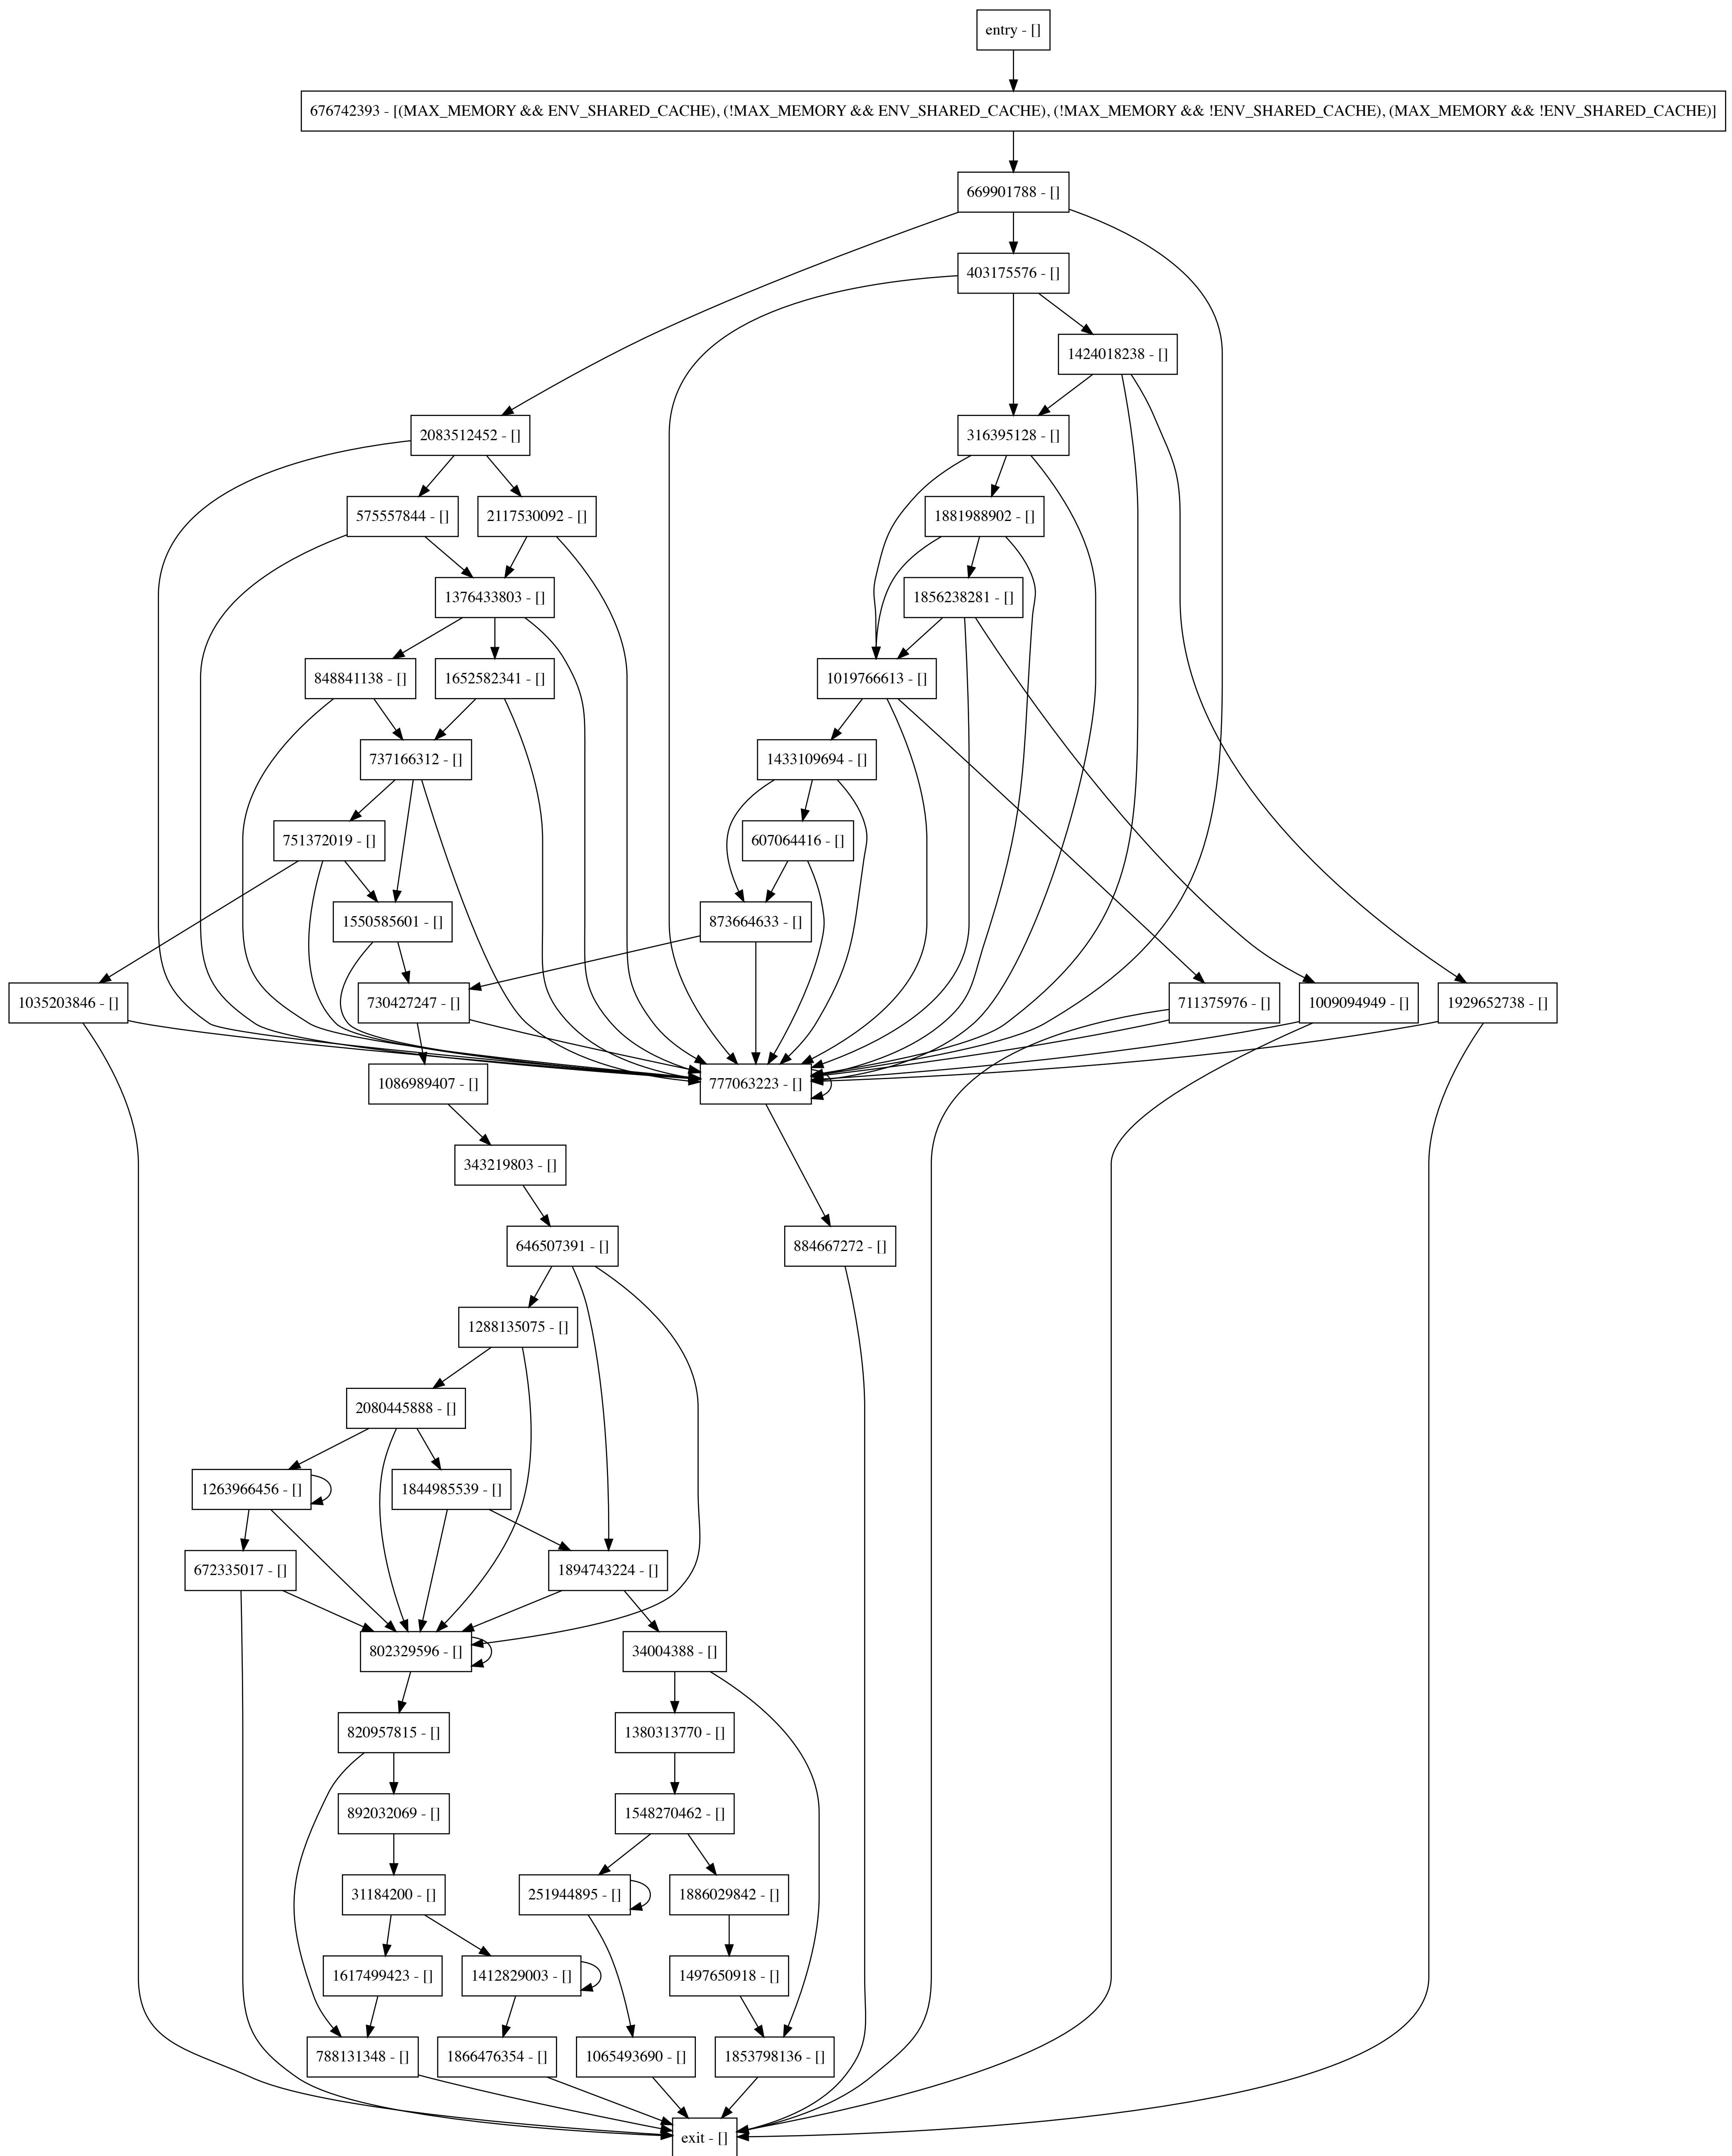 entry - []
676742393 - [(MAX_MEMORY && ENV_SHARED_CACHE), (!MAX_MEMORY && ENV_SHARED_CACHE), (!MAX_MEMORY && !ENV_SHARED_CACHE), (MAX_MEMORY && !ENV_SHARED_CACHE)]
669901788 - []
403175576 - []
1424018238 - []
2083512452 - []
316395128 - []
575557844 - []
2117530092 - []
1881988902 - []
1376433803 - []
1856238281 - []
848841138 - []
1652582341 - []
1019766613 - []
737166312 - []
1433109694 - []
751372019 - []
607064416 - []
1550585601 - []
873664633 - []
1035203846 - []
730427247 - []
711375976 - []
1009094949 - []
1929652738 - []
1086989407 - []
777063223 - []
343219803 - []
646507391 - []
884667272 - []
1288135075 - []
2080445888 - []
1263966456 - []
1844985539 - []
672335017 - []
1894743224 - []
802329596 - []
34004388 - []
820957815 - []
1380313770 - []
892032069 - []
1548270462 - []
31184200 - []
251944895 - []
1886029842 - []
1617499423 - []
1412829003 - []
1497650918 - []
788131348 - []
1866476354 - []
1065493690 - []
1853798136 - []
exit - []